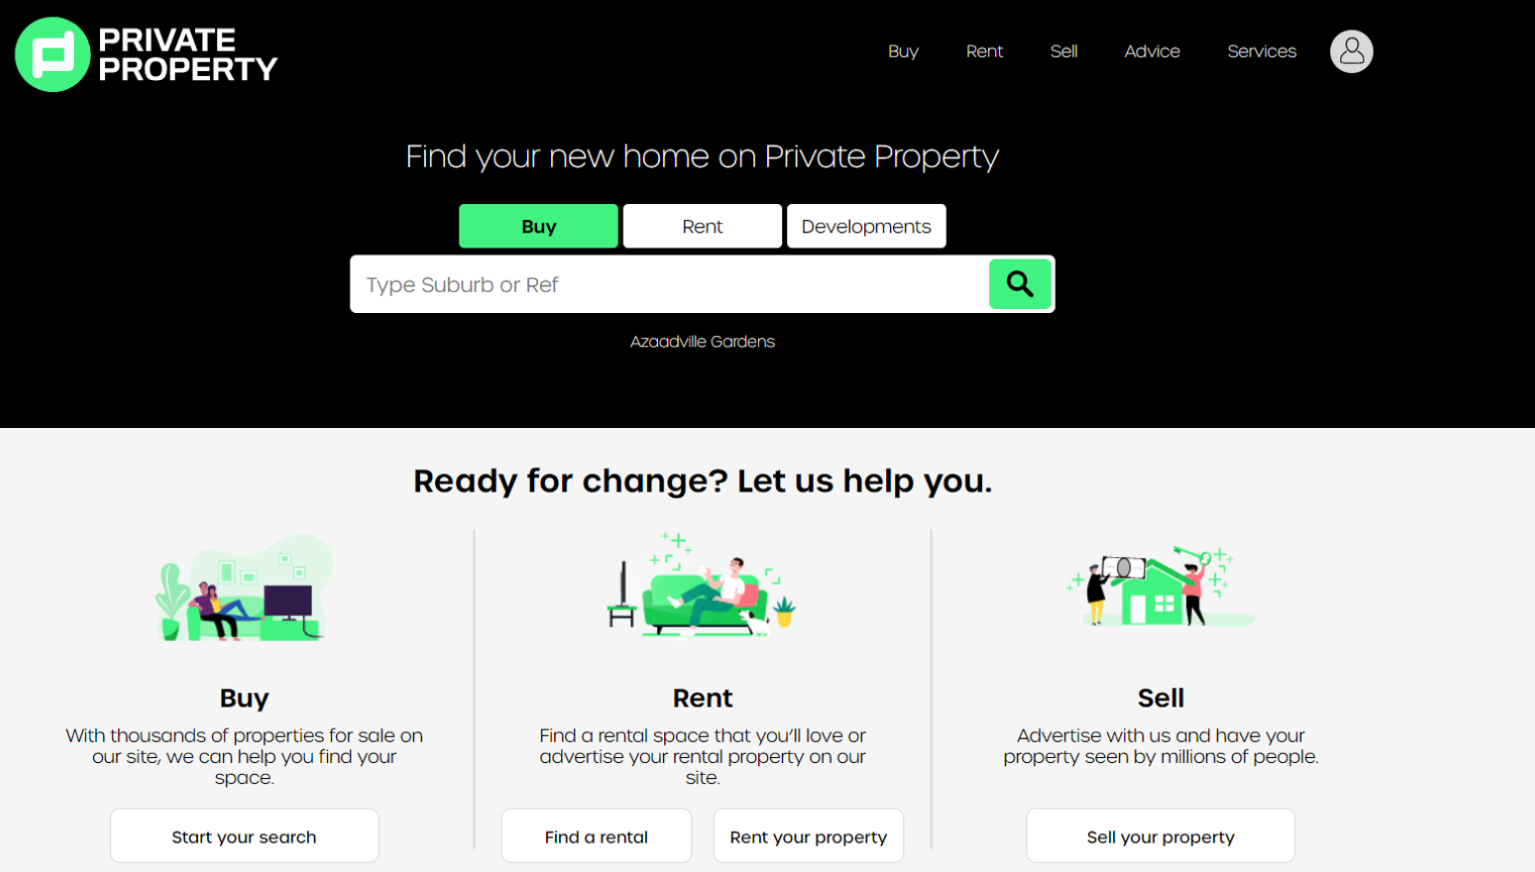 PRIVATE
PROPERTY
Buy Rent Sell Advice Services
Find your new home on Private Property
Buy Rent Developments
Type Suburb or Ref
Azaadville Gardens
Ready for change? Let us help you.
Buy
With thousands of properties for sale on
our site, we can help you find your
space.
Start your search
Rent
Find a rental space that you'll love or
advertise your rental property on our
site.
Find a rental Rent your property
Sell
Advertise with us and have your
property seen by millions of people.
Sell your property